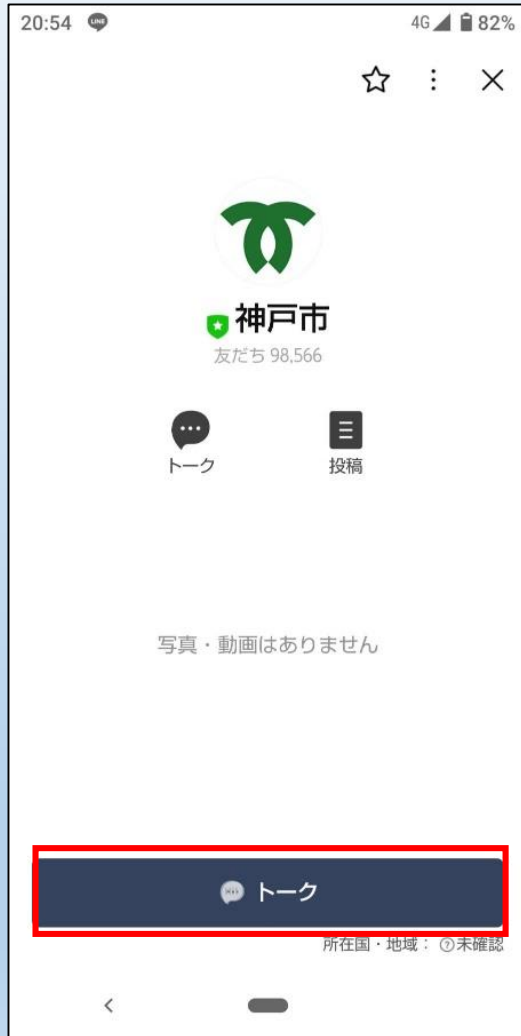 20:54 LINE 4G 82%
神戸市
友だち 98,566
トーク 投稿
写真・動画はありません
トーク
所在国・地域： ?未確認